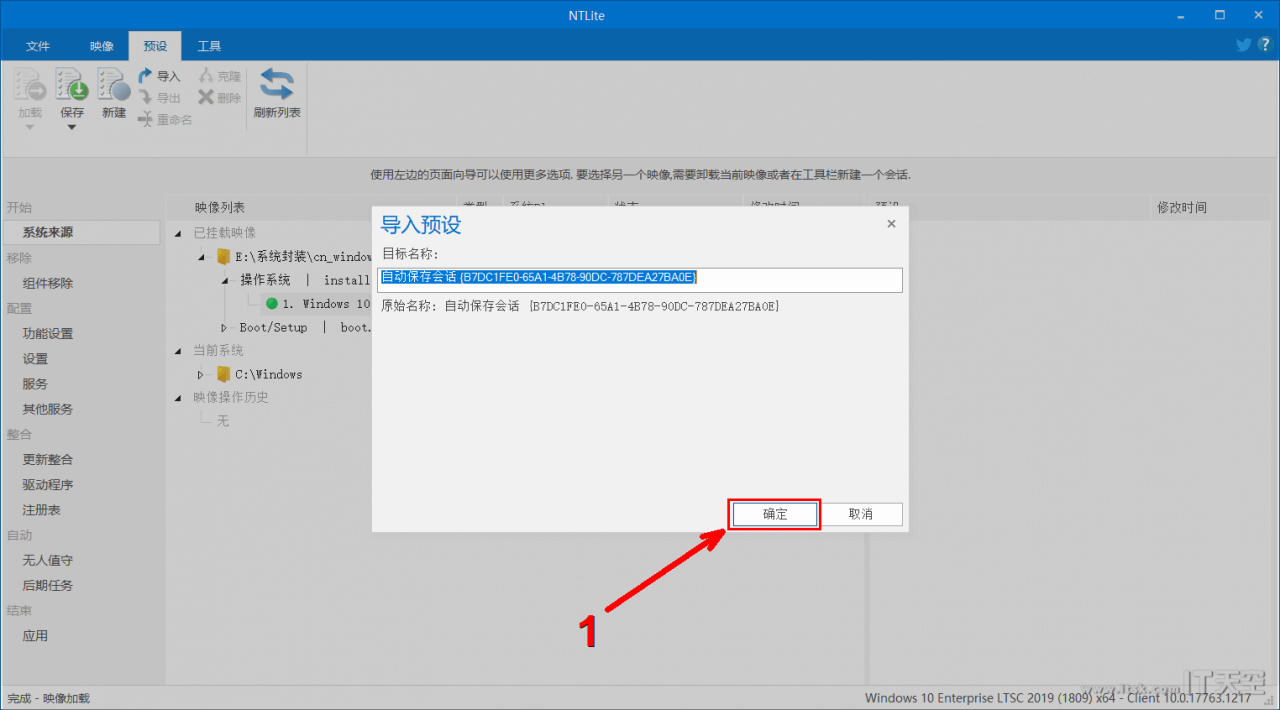 NTLite
文件 映像 预设 工具
加载 保存 新建 导入 导出 重命名 克隆 删除 刷新列表
使用左边的页面向导可以使用更多选项. 要选择另一个映像,需要卸载当前映像或者在工具栏新建一个会话.
开始
系统来源
移除
组件移除
配置
功能设置
设置
服务
其他服务
整合
更新整合
驱动程序
注册表
自动
无人值守
后期任务
结束
应用
映像列表
修改时间
已挂载映像
E:\系统封装\cn_window
操作系统 | install
1. Windows 10
Boot/Setup | boot.
当前系统
C:\Windows
映像操作历史
无
导入预设
目标名称:
自动保存会话 {B7DC1FE0-65A1-4B78-90DC-787DEA27BA0E}
原始名称: 自动保存会话 {B7DC1FE0-65A1-4B78-90DC-787DEA27BA0E}
确定 取消
1
完成 - 映像加载
Windows 10 Enterprise LTSC 2019 (1809) x64 - Client 10.0.17763.1217
IT天空